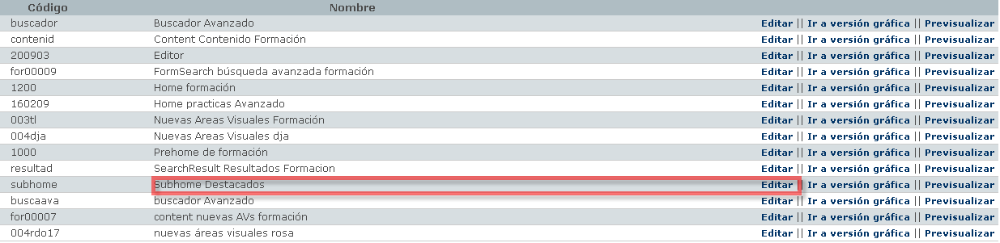 Código Nombre
buscador Buscador Avanzado Editar || Ir a versión gráfica || Previsualizar
contenid Content Contenido Formación Editar || Ir a versión gráfica || Previsualizar
200903 Editor Editar || Ir a versión gráfica || Previsualizar
for00009 FormSearch búsqueda avanzada formación Editar || Ir a versión gráfica || Previsualizar
1200 Home formación Editar || Ir a versión gráfica || Previsualizar
160209 Home practicas Avanzado Editar || Ir a versión gráfica || Previsualizar
003tl Nuevas Areas Visuales Formación Editar || Ir a versión gráfica || Previsualizar
004dja Nuevas Areas Visuales dja Editar || Ir a versión gráfica || Previsualizar
1000 Prehome de formación Editar || Ir a versión gráfica || Previsualizar
resultad SearchResult Resultados Formacion Editar || Ir a versión gráfica || Previsualizar
subhome Subhome Destacados Editar || Ir a versión gráfica || Previsualizar
buscaava buscador Avanzado Editar || Ir a versión gráfica || Previsualizar
for00007 content nuevas AVs formación Editar || Ir a versión gráfica || Previsualizar
004rdo17 nuevas áreas visuales rosa Editar || Ir a versión gráfica || Previsualizar